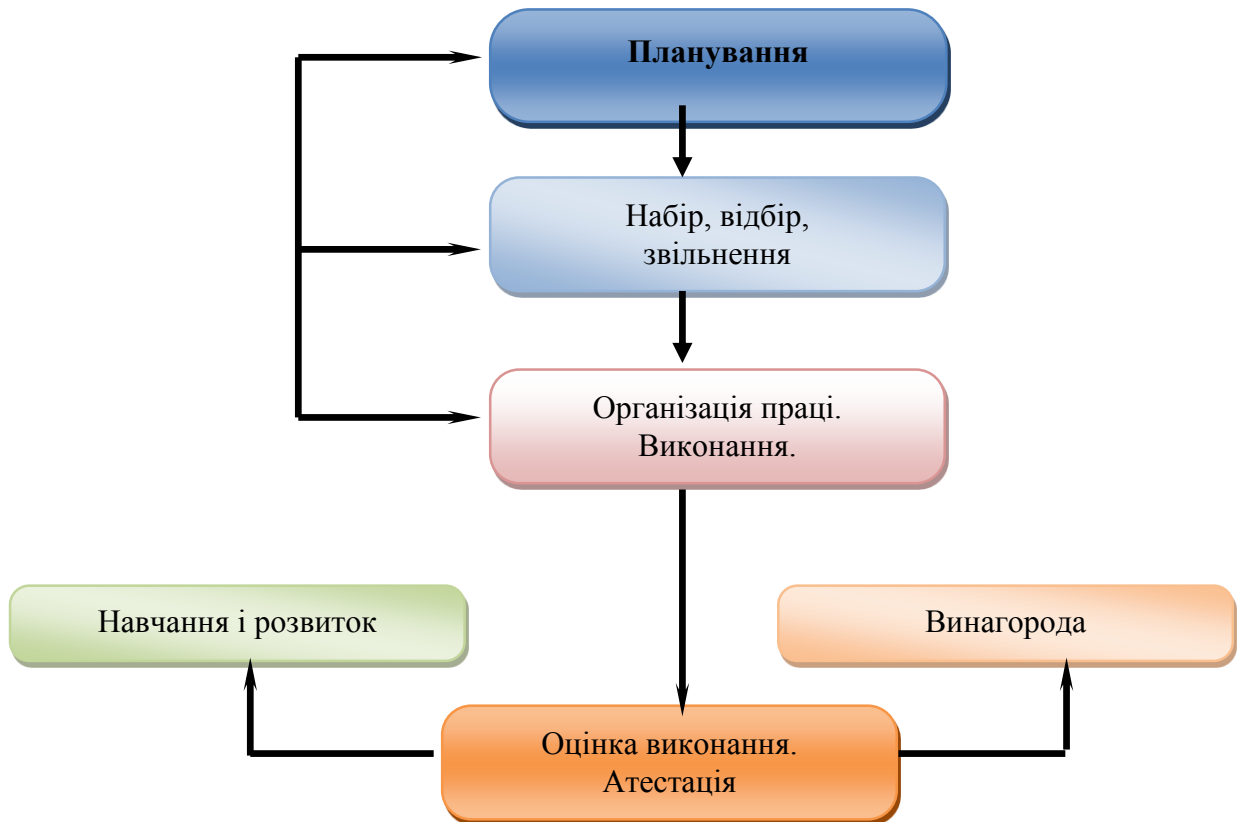 Планування
Набір, відбір,
звільнення
Організація праці.
Виконання.
Навчання і розвиток
Винагорода
Оцінка виконання.
Атестація